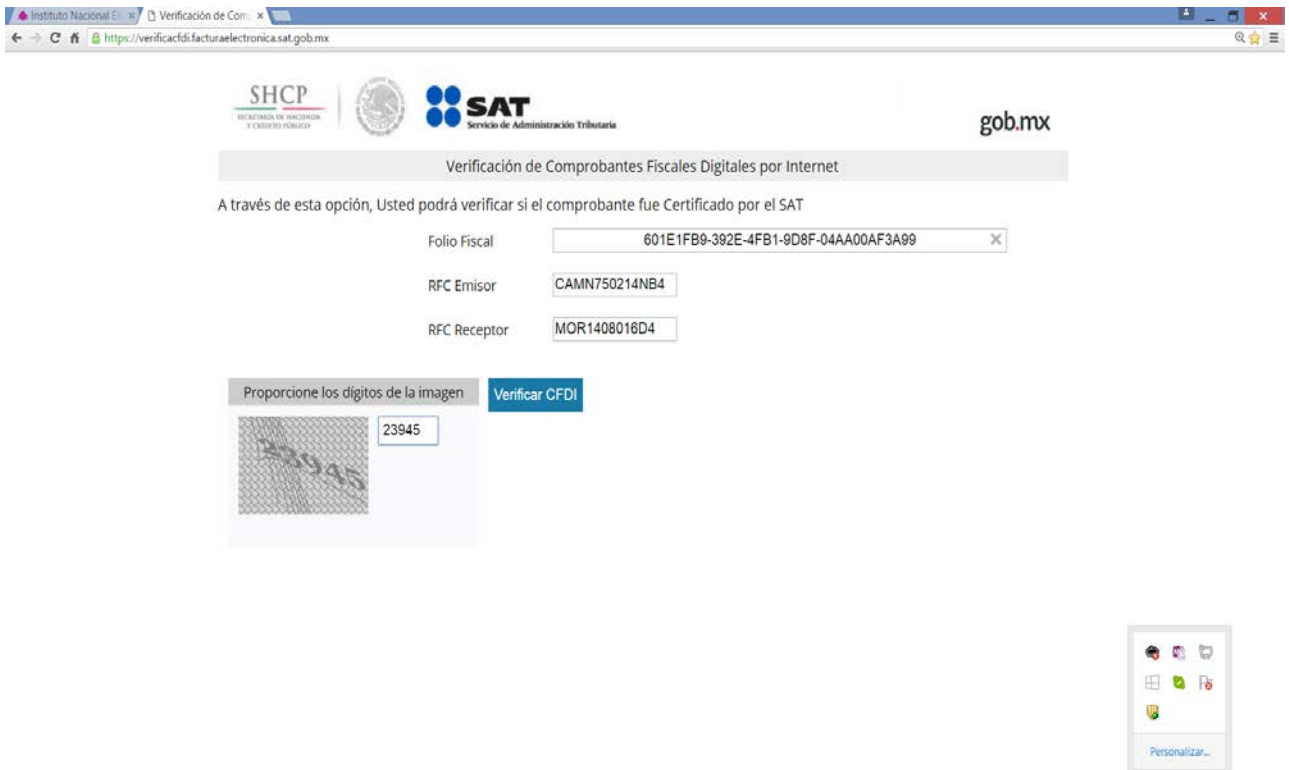 Instituto Nacional El
Verificación de Com
https://verificacfdi.facturaelectronica.sat.gob.mx
SHCP
SECRETARÍA DE HACIENDA
Y CRÉDITO PÚBLICO
SAT
Servicio de Administración Tributaria
gob.mx
Verificación de Comprobantes Fiscales Digitales por Internet
A través de esta opción, Usted podrá verificar si el comprobante fue Certificado por el SAT
Folio Fiscal 601E1FB9-392E-4FB1-9D8F-04AA00AF3A99
RFC Emisor CAMN750214NB4
RFC Receptor MOR1408016D4
Proporcione los dígitos de la imagen
Verificar CFDI
23945
23945
Personalizar...